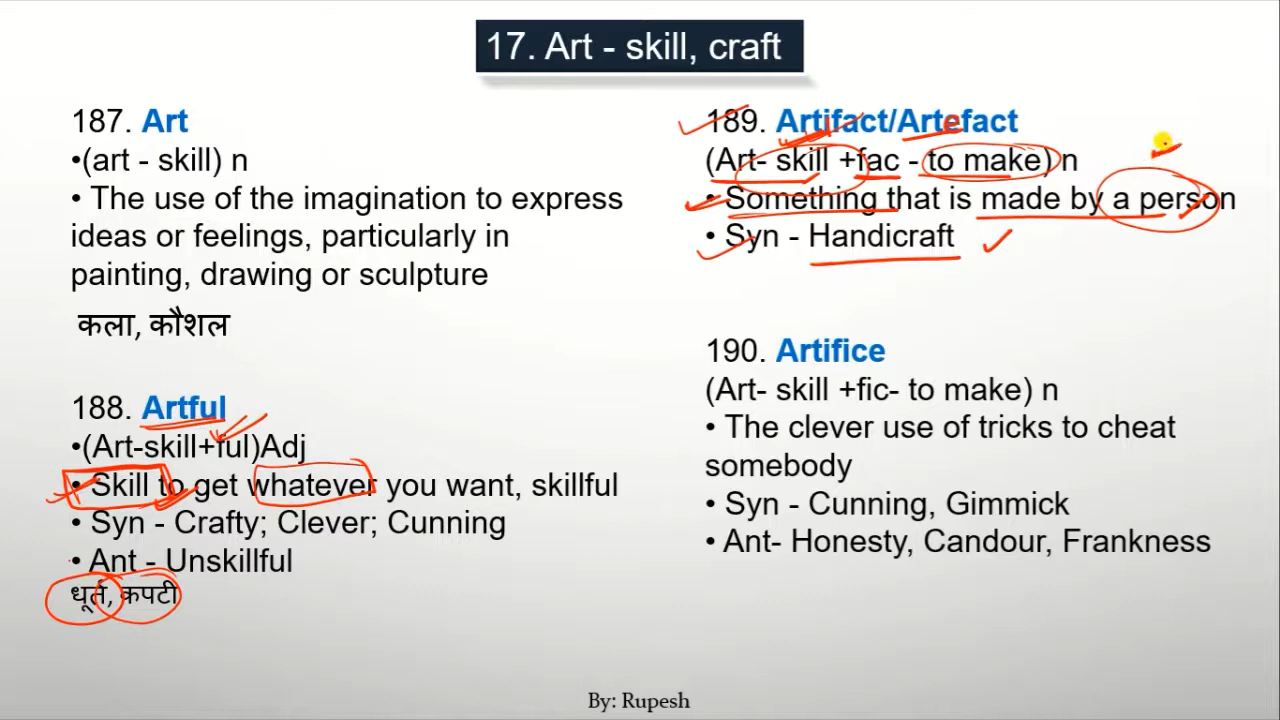 17. Art - skill, craft
187. Art
•(art - skill) n
• The use of the imagination to express
ideas or feelings, particularly in
painting, drawing or sculpture
कला, कौशल
188. Artful
•(Art-skill+ful)Adj
• Skill to get whatever you want, skillful
• Syn - Crafty; Clever; Cunning
• Ant - Unskillful
धूर्त, कपटी
189. Artifact/Artefact
(Art- skill +fac - to make) n
• Something that is made by a person
• Syn - Handicraft
190. Artifice
(Art- skill +fic- to make) n
• The clever use of tricks to cheat
somebody
• Syn - Cunning, Gimmick
• Ant- Honesty, Candour, Frankness
By: Rupesh